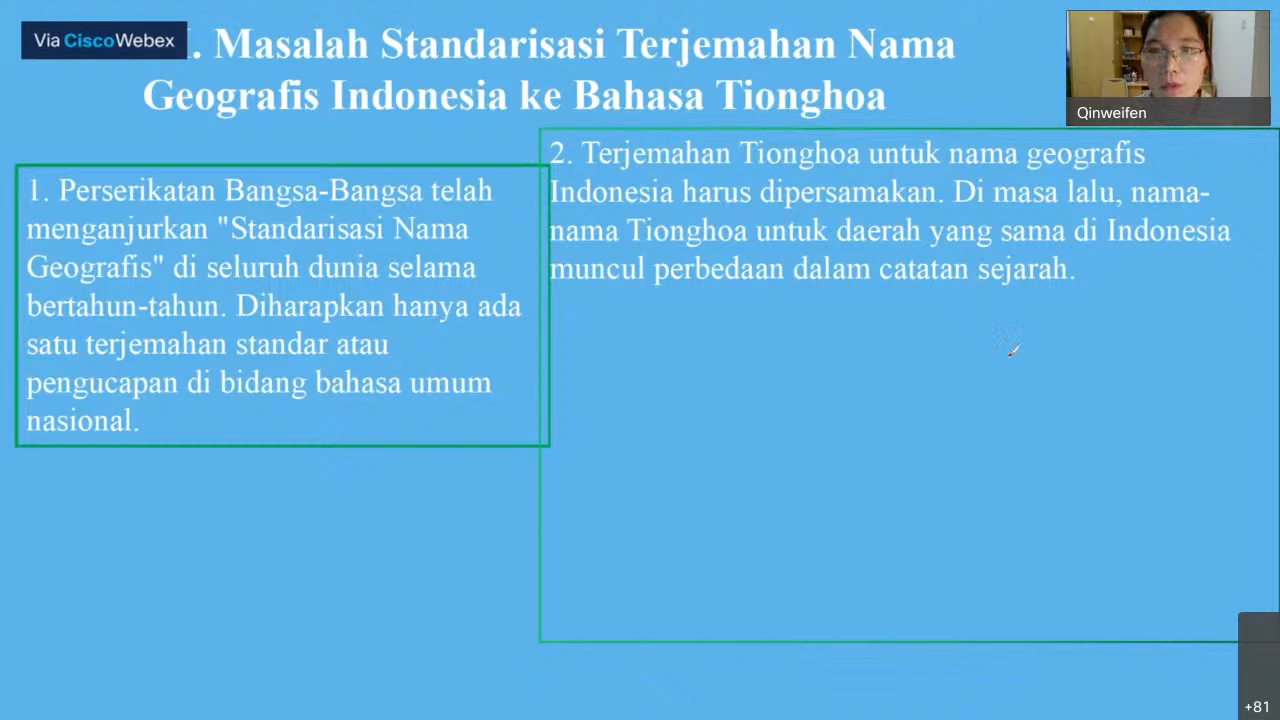 Via Cisco Webex
. Masalah Standarisasi Terjemahan Nama
Geografis Indonesia ke Bahasa Tionghoa
Qinweifen
1. Perserikatan Bangsa-Bangsa telah
menganjurkan "Standarisasi Nama
Geografis" di seluruh dunia selama
bertahun-tahun. Diharapkan hanya ada
satu terjemahan standar atau
pengucapan di bidang bahasa umum
nasional.
2. Terjemahan Tionghoa untuk nama geografis
Indonesia harus dipersamakan. Di masa lalu, nama-
nama Tionghoa untuk daerah yang sama di Indonesia
muncul perbedaan dalam catatan sejarah.
+81